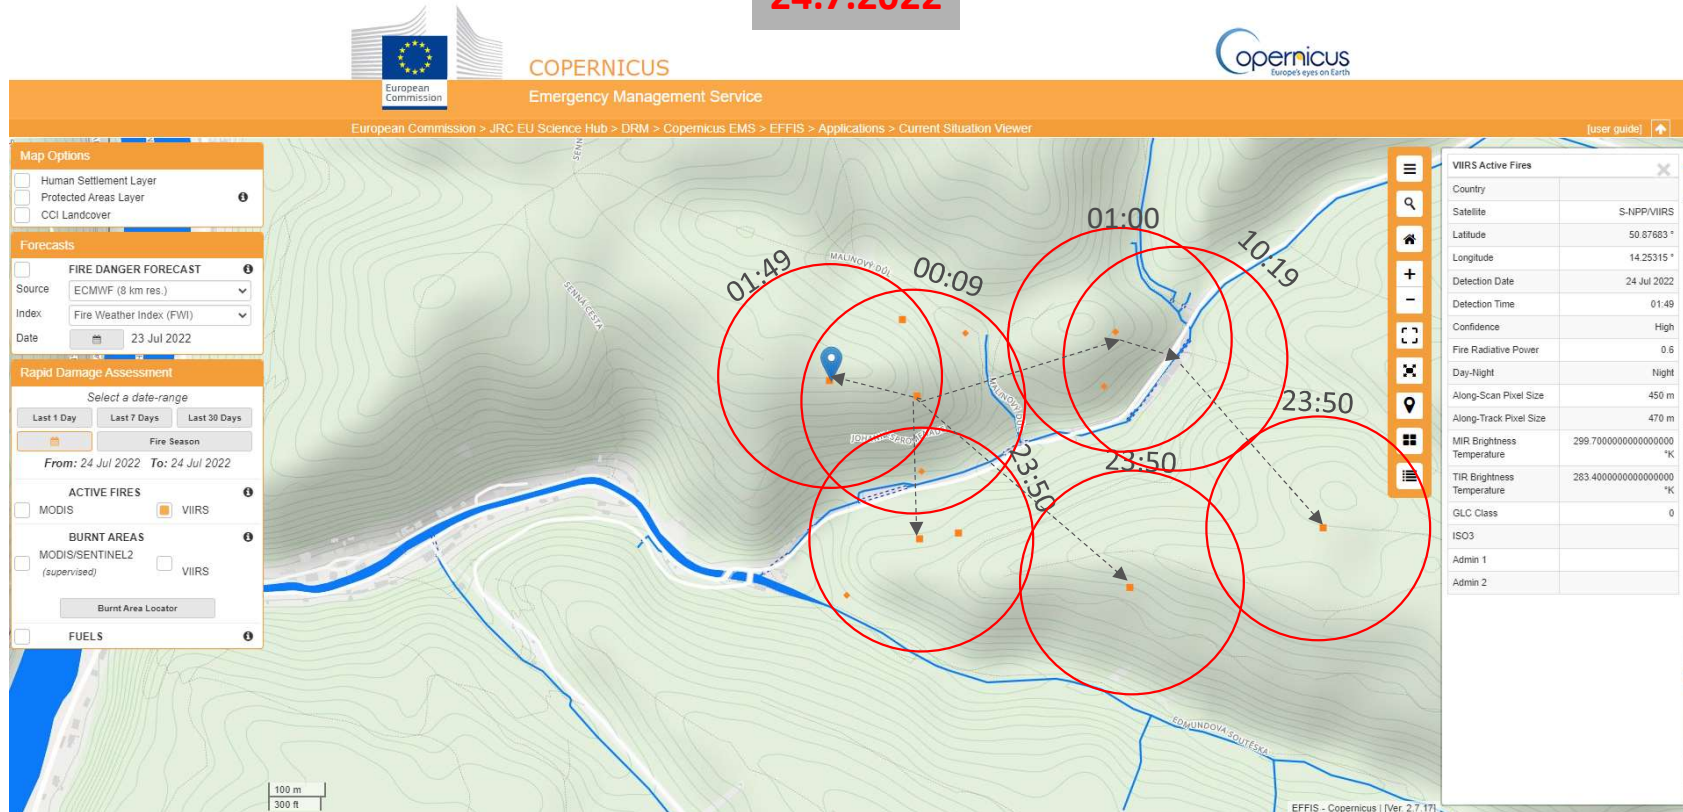 24.7.2022
European
Commission
COPERNICUS
Emergency Management Service
opernicus
Europe's eyes on Earth
European Commission > JRC EU Science Hub > DRM > Copernicus EMS > EFFIS > Applications > Current Situation Viewer
[user guide]
Map Options
Human Settlement Layer
Protected Areas Layer
CCI Landcover
Forecasts
FIRE DANGER FORECAST
Source ECMWF (8 km res.)
Index Fire Weather Index (FWI)
Date 23 Jul 2022
Rapid Damage Assessment
Select a date-range
Last 1 Day Last 7 Days Last 30 Days
Fire Season
From: 24 Jul 2022 To: 24 Jul 2022
ACTIVE FIRES
MODIS VIIRS
BURNT AREAS
MODIS/SENTINEL2
(supervised)
VIIRS
Burnt Area Locator
FUELS
SENN
SENNÁ CESTA
MALINOVÝ DŮL
MALINOVÝ DŮL
EDMUNDOVA SOUTĚSKA
01:49
00:09
01:00
10:19
23:50
23:50
23:50
100 m
300 ft
VIIRS Active Fires
Country
Satellite S-NPP/VIIRS
Latitude 50.87683 °
Longitude 14.25315 °
Detection Date 24 Jul 2022
Detection Time 01:49
Confidence High
Fire Radiative Power 0.6
Day-Night Night
Along-Scan Pixel Size 450 m
Along-Track Pixel Size 470 m
MIR Brightness Temperature 299.7000000000000000 °K
TIR Brightness Temperature 283.4000000000000000 °K
GLC Class 0
ISO3
Admin 1
Admin 2
EFFIS - Copernicus | [Ver. 2.7.17]